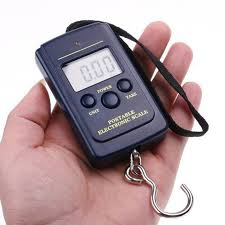 0.00
POWER
UNIT
TARE
PORTABLE
ELECTRONIC SCALE